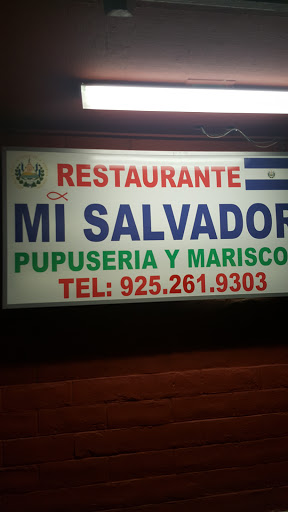 RESTAURANTE
MI SALVADOR
PUPUSERIA Y MARISCO
TEL: 925.261.9303